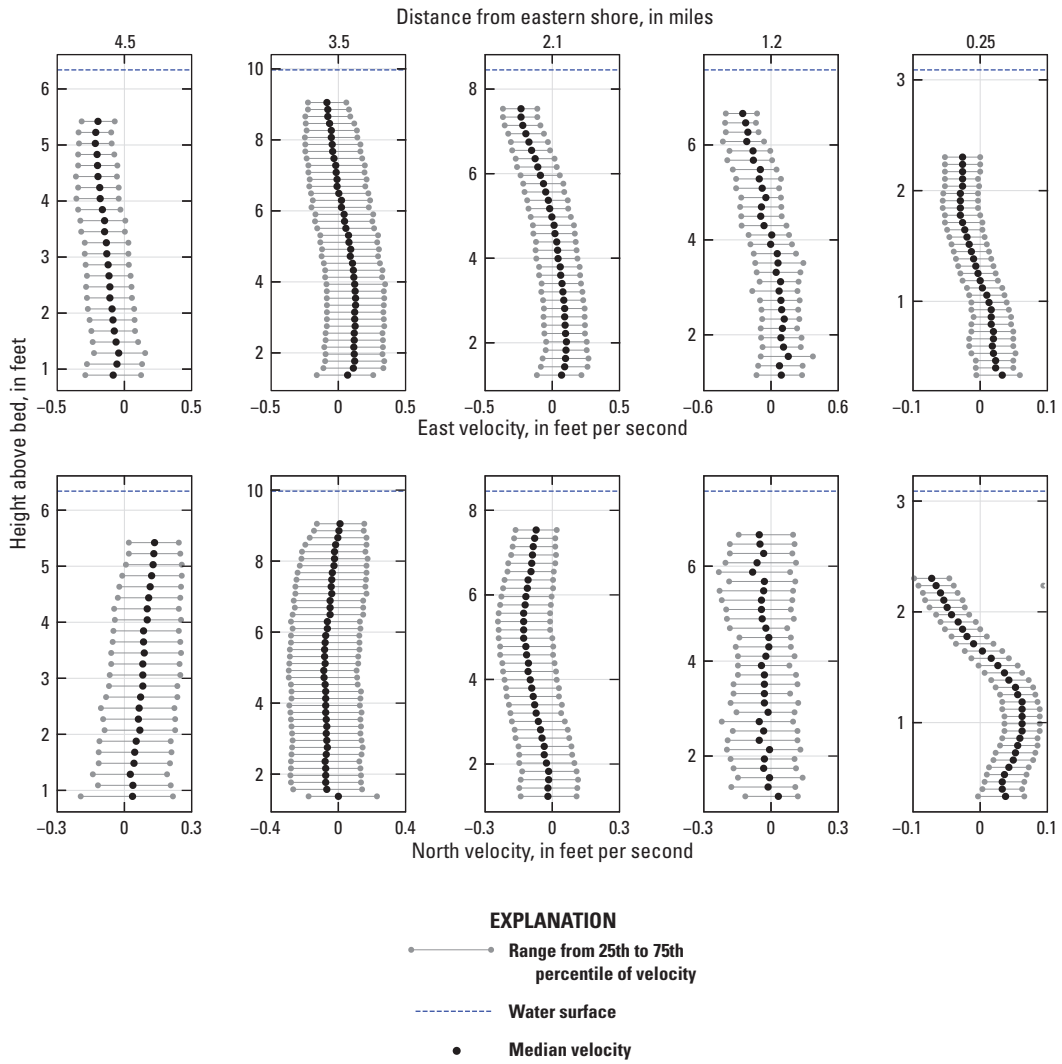 Distance from eastern shore, in miles
4.5 3.5 2.1 1.2 0.25
6 5 4 3 2 1
10 8 6 4 2
8 6 4 2
6 4 2
3 2 1
−0.5 0 0.5 −0.5 0 0.5 −0.5 0 0.5 −0.6 0 0.6 −0.1 0 0.1
East velocity, in feet per second
Height above bed, in feet
6 5 4 3 2 1
10 8 6 4 2
8 6 4 2
6 4 2
3 2 1
−0.3 0 0.3 −0.4 0 0.4 −0.3 0 0.3 −0.3 0 0.3 −0.1 0 0.1
North velocity, in feet per second
EXPLANATION
Range from 25th to 75th
percentile of velocity
Water surface
Median velocity